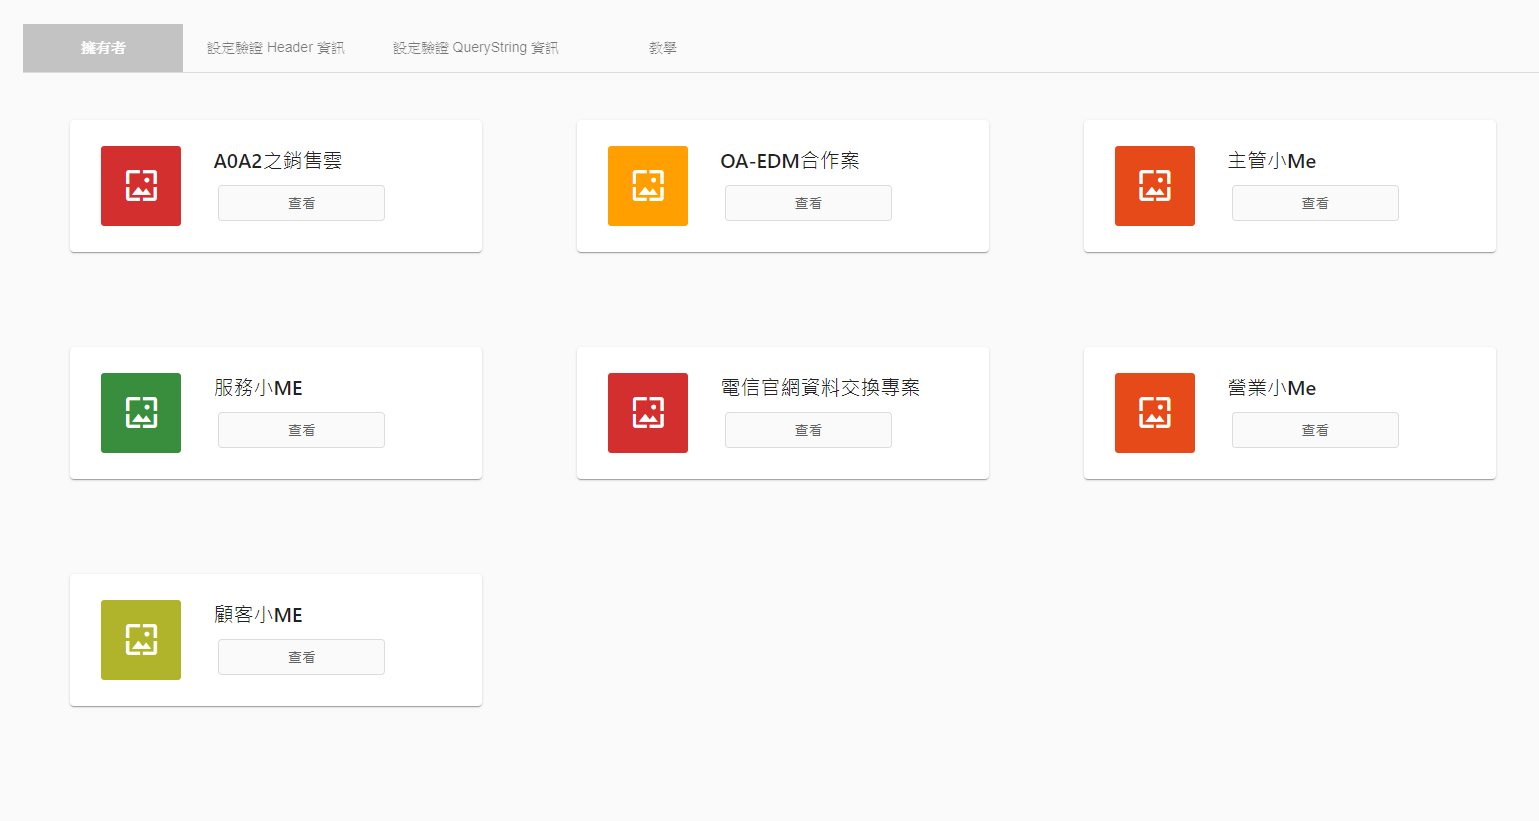 擁有者
設定驗證 Header 資訊
設定驗證 QueryString 資訊
教學
A0A2之銷售雲
查看
OA-EDM合作案
查看
主管小Me
查看
服務小ME
查看
電信官網資料交換專案
查看
營業小Me
查看
顧客小ME
查看